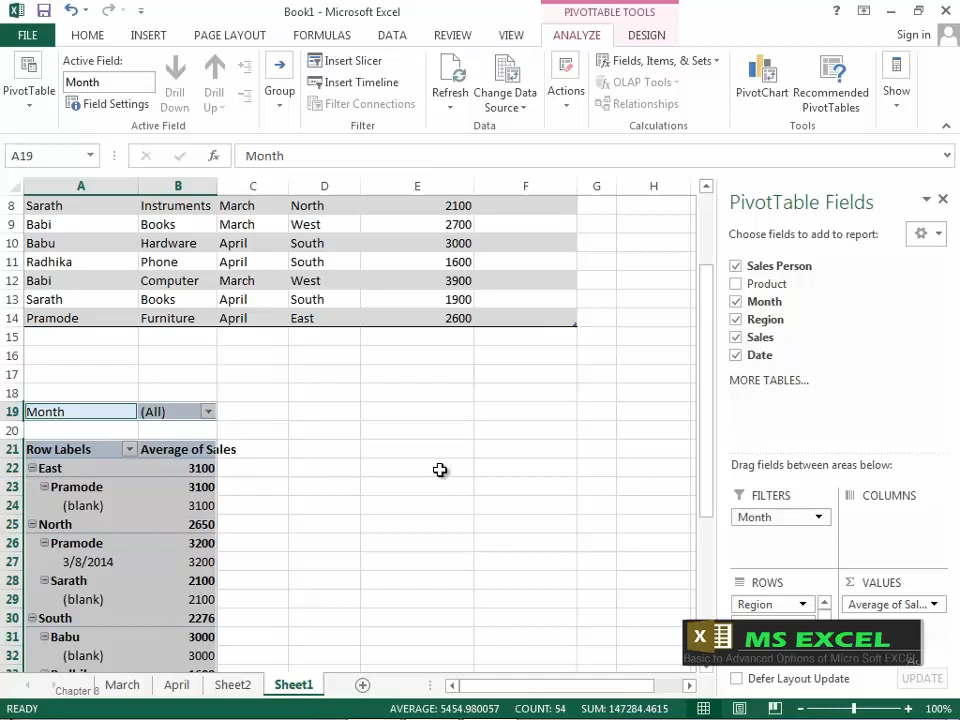 Book1 - Microsoft Excel
PIVOTTABLE TOOLS
?
FILE HOME INSERT PAGE LAYOUT FORMULAS DATA REVIEW VIEW ANALYZE DESIGN Sign in
PivotTable
Active Field:
Month
Field Settings
Drill Down
Drill Up
Active Field
Group
Insert Slicer
Insert Timeline
Filter Connections
Filter
Refresh
Change Data Source
Data
Actions
Fields, Items, & Sets
OLAP Tools
Relationships
Calculations
PivotChart
Recommended PivotTables
Tools
Show
A19 fx Month
A B C D E F G H
8 Sarath Instruments March North 2100
9 Babi Books March West 2700
10 Babu Hardware April South 3000
11 Radhika Phone April South 1600
12 Babi Computer March West 3900
13 Sarath Books April South 1900
14 Pramode Furniture April East 2600
15
16
17
18
19 Month (All)
20
21 Row Labels Average of Sales
22 East 3100
23 Pramode 3100
24 (blank) 3100
25 North 2650
26 Pramode 3200
27 3/8/2014 3200
28 Sarath 2100
29 (blank) 2100
30 South 2276
31 Babu 3000
32 (blank) 3000
PivotTable Fields
Choose fields to add to report:
Sales Person
Product
Month
Region
Sales
Date
MORE TABLES...
Drag fields between areas below:
FILTERS COLUMNS
Month
ROWS Σ VALUES
Region Average of Sal...
MS EXCEL
Basic to Advanced Options of Micro Soft EXCEL
Defer Layout Update UPDATE
Chapter 8
March April Sheet2 Sheet1
READY AVERAGE: 5454.980057 COUNT: 54 SUM: 147284.4615 100%